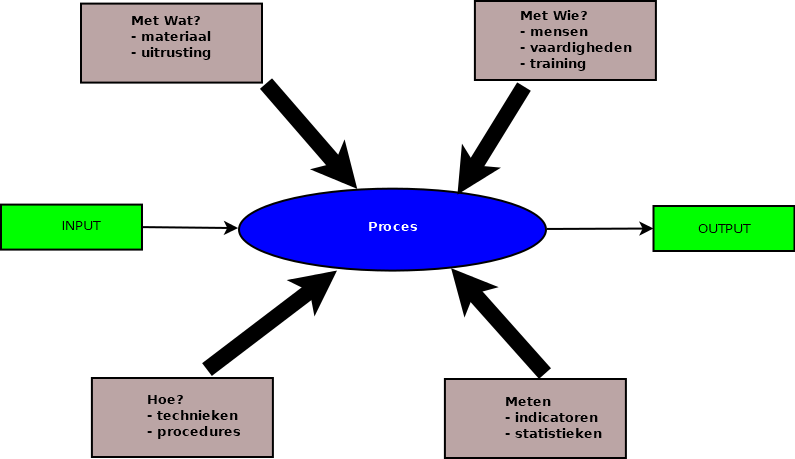 Met Wat?
- materiaal
- uitrusting
Met Wie?
- mensen
- vaardigheden
- training
INPUT
Proces
OUTPUT
Hoe?
- technieken
- procedures
Meten
- indicatoren
- statistieken